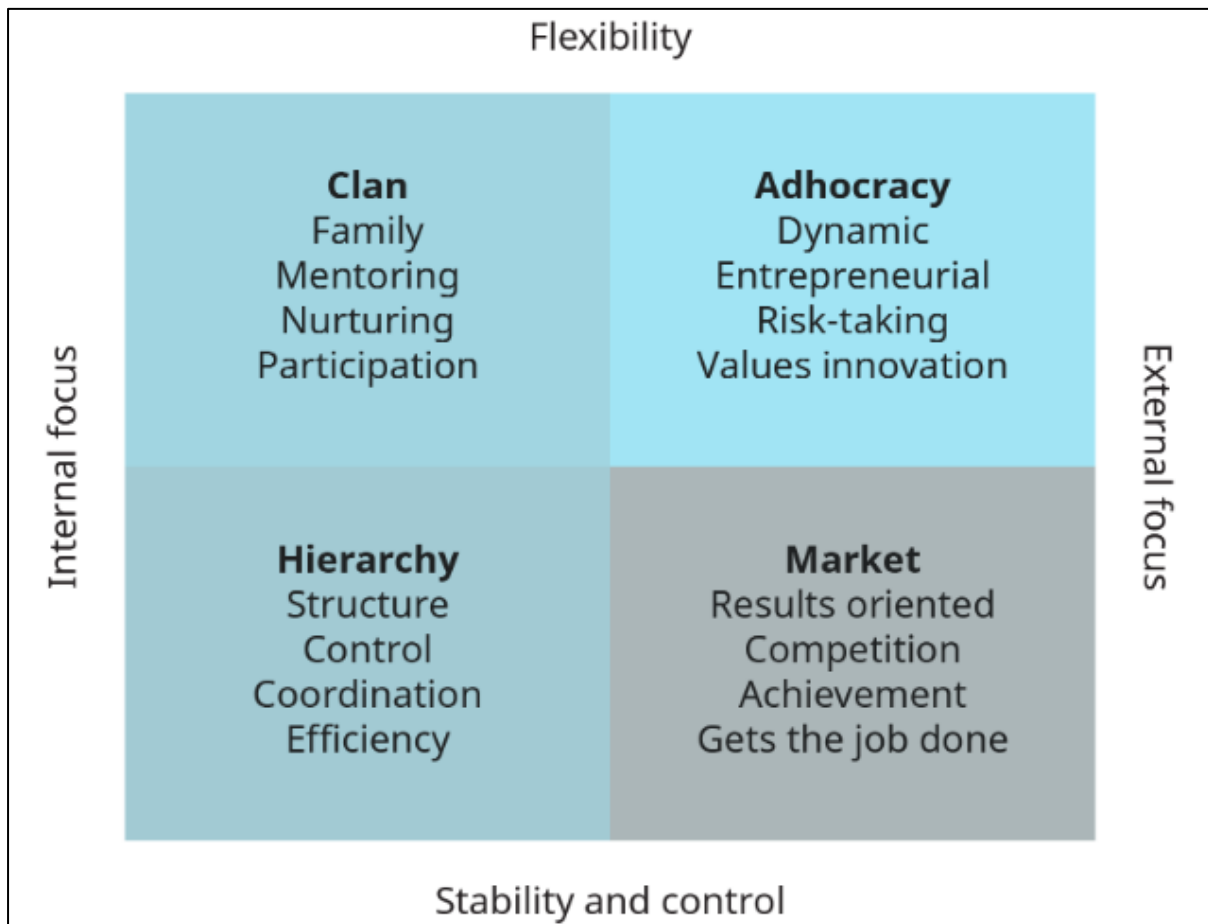 Flexibility
Internal focus
Clan
Family
Mentoring
Nurturing
Participation
Adhocracy
Dynamic
Entrepreneurial
Risk-taking
Values innovation
External focus
Hierarchy
Structure
Control
Coordination
Efficiency
Market
Results oriented
Competition
Achievement
Gets the job done
Stability and control